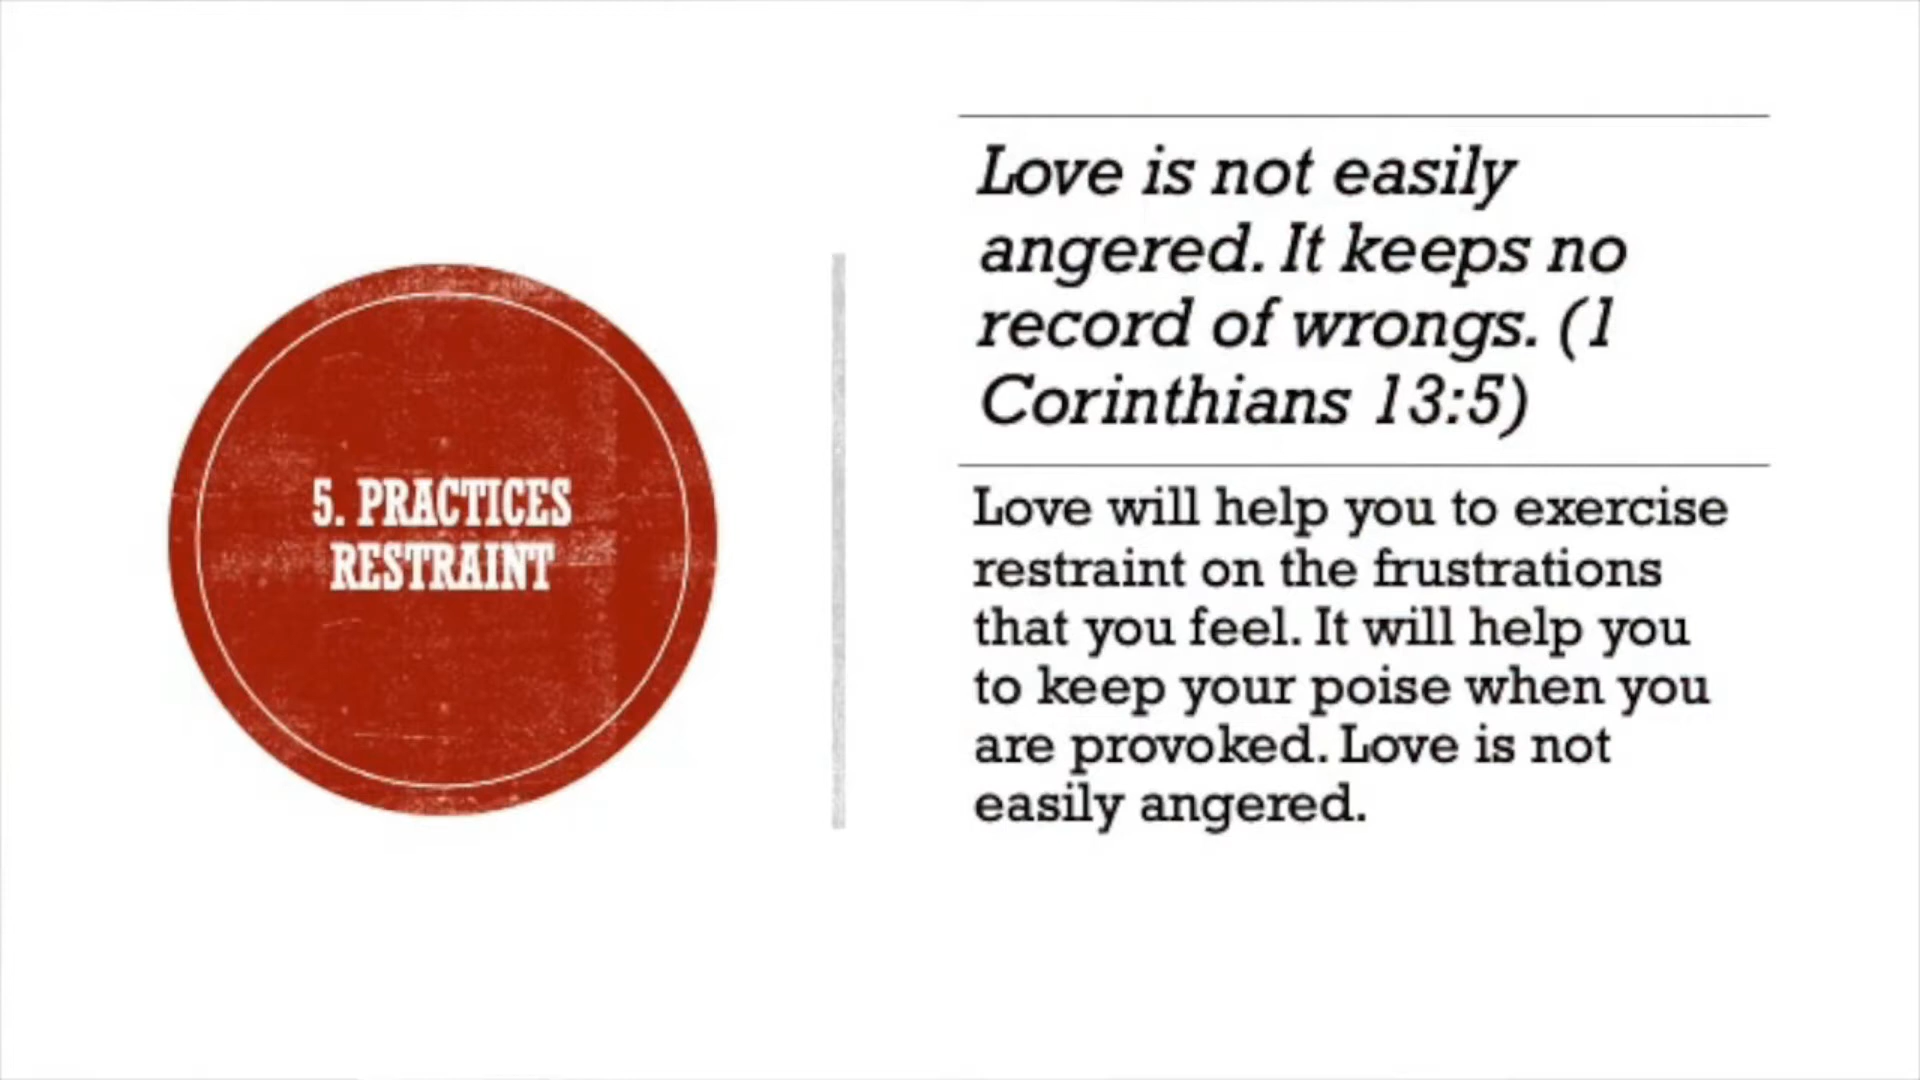 5. PRACTICES
RESTRAINT
Love is not easily
angered. It keeps no
record of wrongs. (1
Corinthians 13:5)
Love will help you to exercise
restraint on the frustrations
that you feel. It will help you
to keep your poise when you
are provoked. Love is not
easily angered.